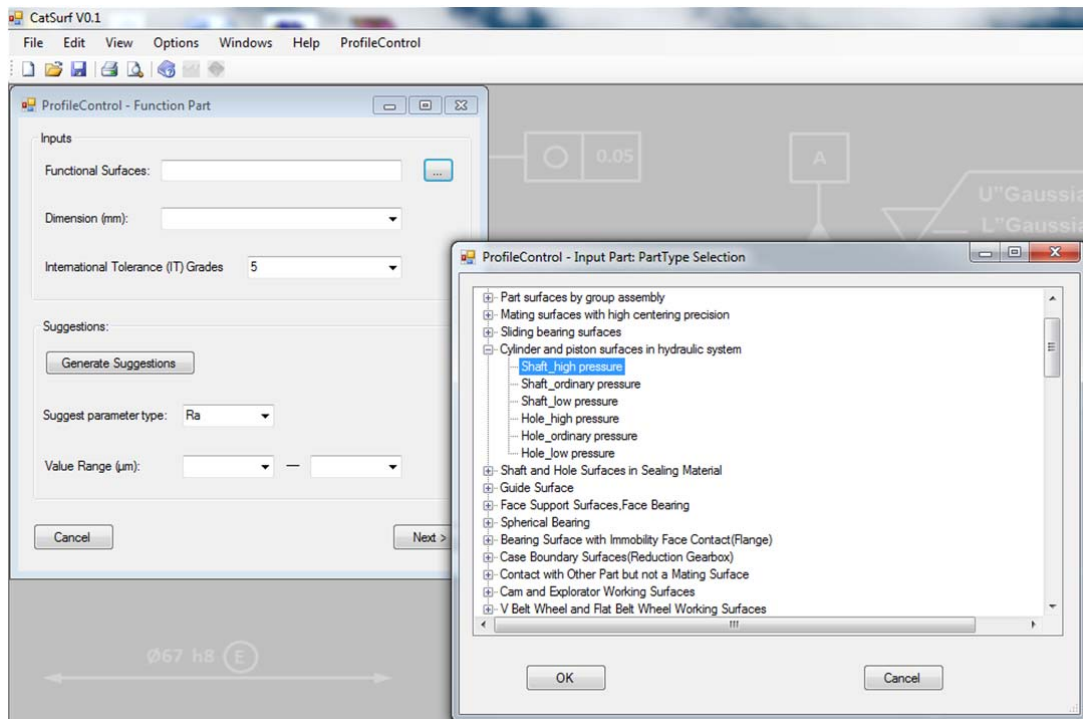 CatSurf V0.1
File Edit View Options Windows Help ProfileControl
ProfileControl - Function Part
Inputs
Functional Surfaces:
...
Dimension (mm):
International Tolerance (IT) Grades 5
Suggestions:
Generate Suggestions
Suggest parameter type: Ra
Value Range (µm): —
Cancel Next >
0.05
A
U"Gaussia
L"Gaussia
ProfileControl - Input Part: PartType Selection
Part surfaces by group assembly
Mating surfaces with high centering precision
Sliding bearing surfaces
Cylinder and piston surfaces in hydraulic system
Shaft_high pressure
Shaft_ordinary pressure
Shaft_low pressure
Hole_high pressure
Hole_ordinary pressure
Hole_low pressure
Shaft and Hole Surfaces in Sealing Material
Guide Surface
Face Support Surfaces,Face Bearing
Spherical Bearing
Bearing Surface with Immobility Face Contact(Flange)
Case Boundary Surfaces(Reduction Gearbox)
Contact with Other Part but not a Mating Surface
Cam and Explorator Working Surfaces
V Belt Wheel and Flat Belt Wheel Working Surfaces
OK Cancel
Ø67 h8 E